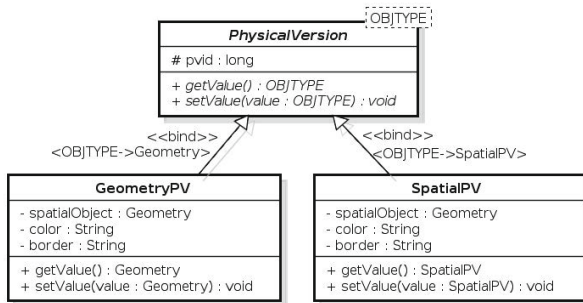 OBJTYPE
PhysicalVersion
# pvid : long
+ getValue() : OBJTYPE
+ setValue(value : OBJTYPE) : void
<<bind>>
<OBJTYPE->Geometry>
<<bind>>
<OBJTYPE->SpatialPV>
GeometryPV
- spatialObject : Geometry
- color : String
- border : String
+ getValue() : Geometry
+ setValue(value : Geometry) : void
SpatialPV
- spatialObject : Geometry
- color : String
- border : String
+ getValue() : SpatialPV
+ setValue(value : SpatialPV) : void